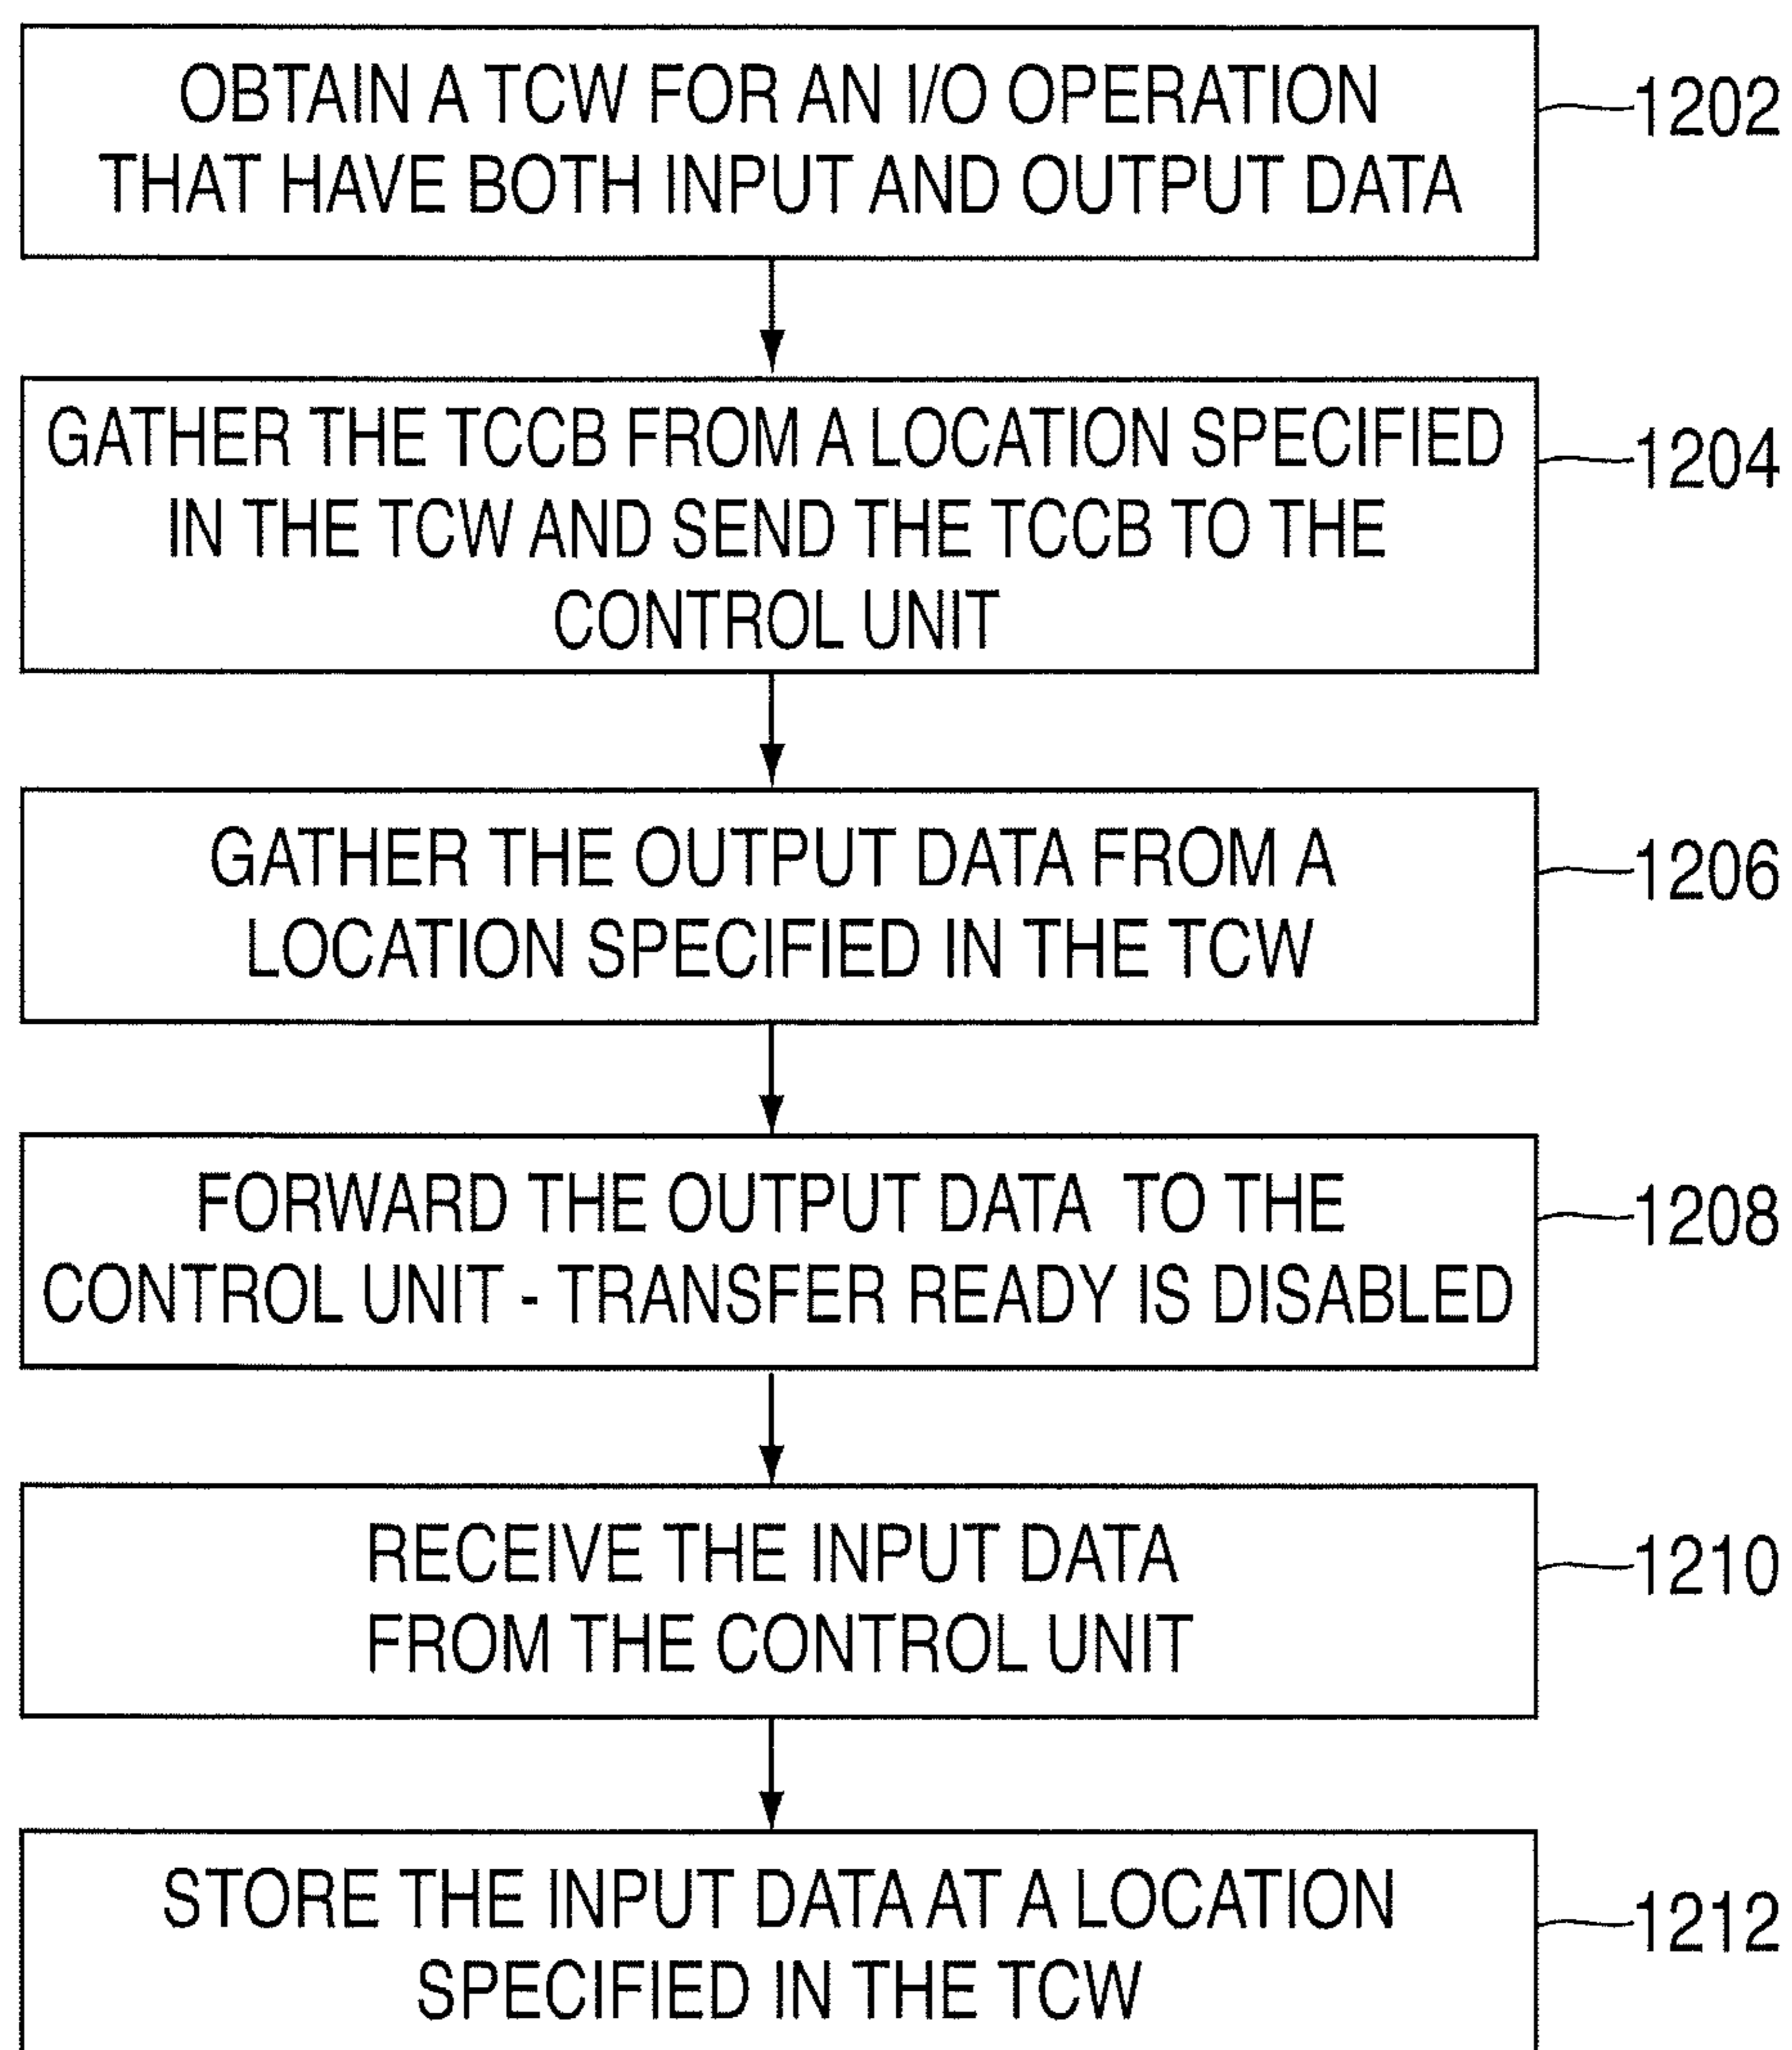 OBTAIN A TCW FOR AN I/O OPERATION
THAT HAVE BOTH INPUT AND OUTPUT DATA
1202
GATHER THE TCCB FROM A LOCATION SPECIFIED
IN THE TCW AND SEND THE TCCB TO THE
CONTROL UNIT
1204
GATHER THE OUTPUT DATA FROM A
LOCATION SPECIFIED IN THE TCW
1206
FORWARD THE OUTPUT DATA TO THE
CONTROL UNIT - TRANSFER READY IS DISABLED
1208
RECEIVE THE INPUT DATA
FROM THE CONTROL UNIT
1210
STORE THE INPUT DATA AT A LOCATION
SPECIFIED IN THE TCW
1212